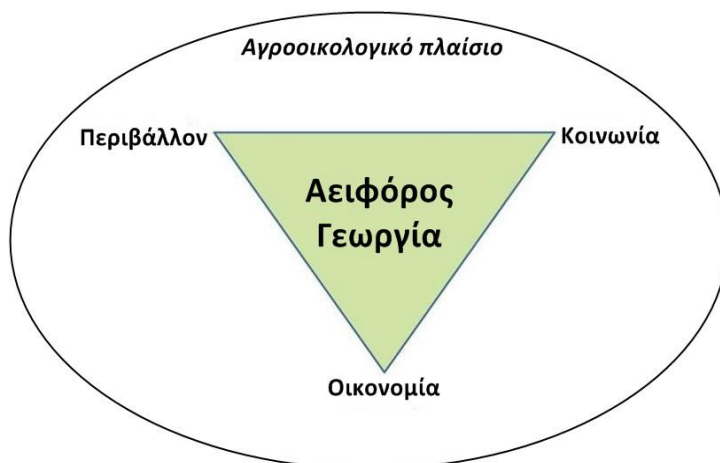 Αγροοικολογικό πλαίσιο
Περιβάλλον
Κοινωνία
Αειφόρος
Γεωργία
Οικονομία